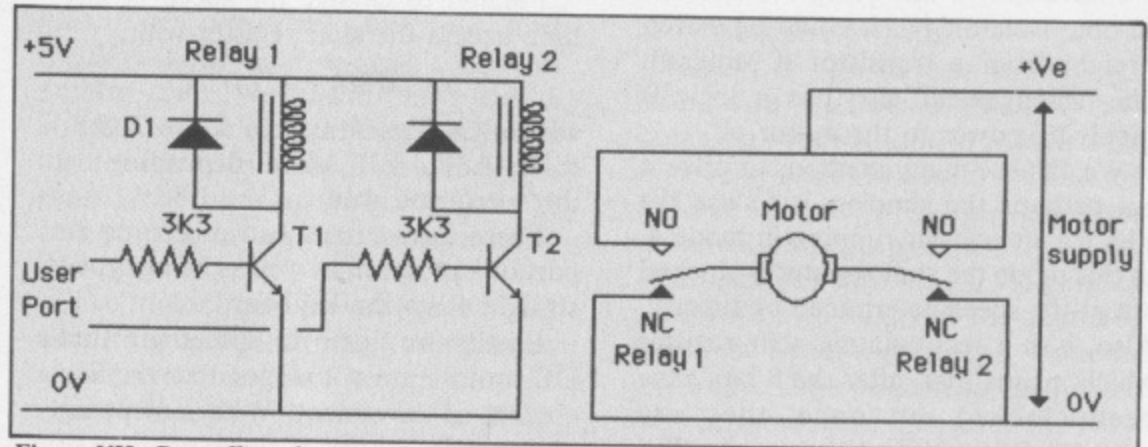 +5V
Relay 1
Relay 2
D1
3K3
T1
3K3
T2
User
Port
0V
+Ve
NO
Motor
NO
Motor
supply
NC
NC
Relay 1
Relay 2
0V